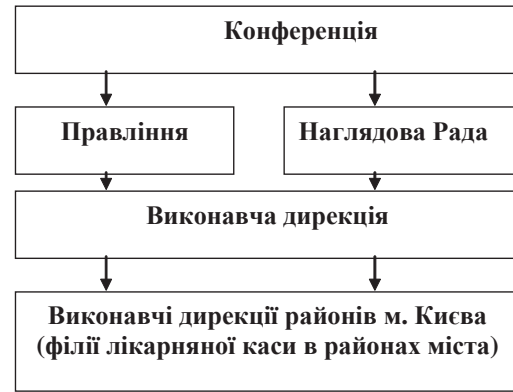 Конференція
Правління
Наглядова Рада
Виконавча дирекція
Виконавчі дирекції районів м. Києва
(філії лікарняної каси в районах міста)